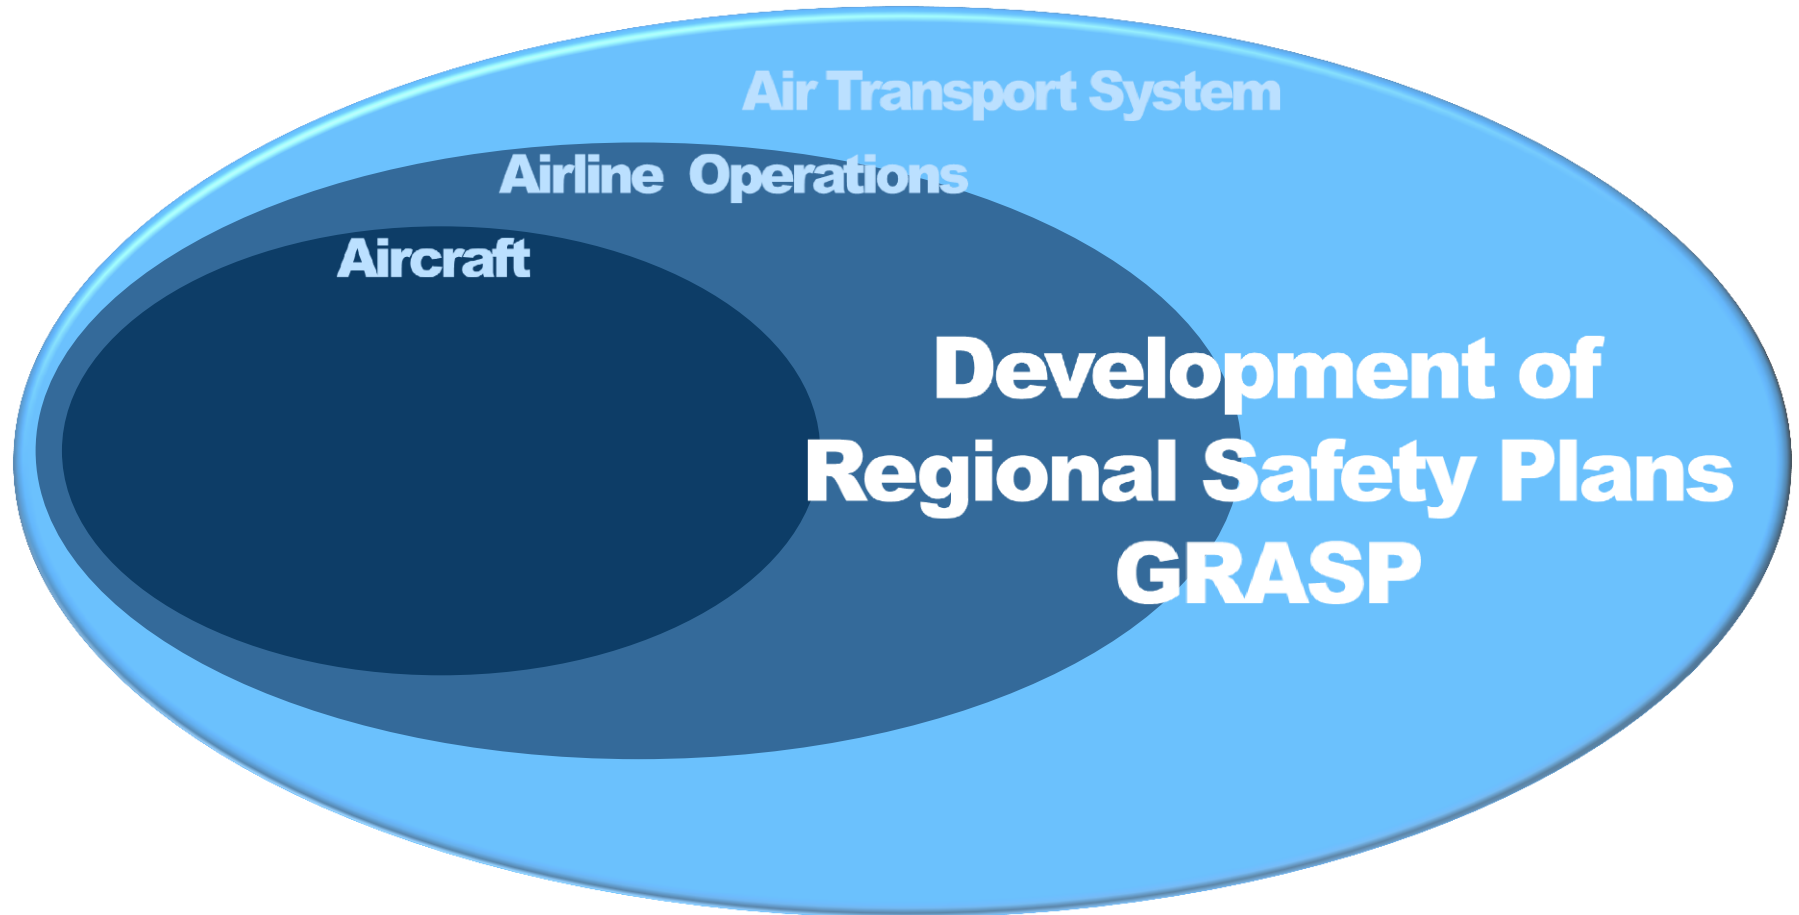 Air Transport System
Airline Operations
Aircraft
Development of
Regional Safety Plans
GRASP